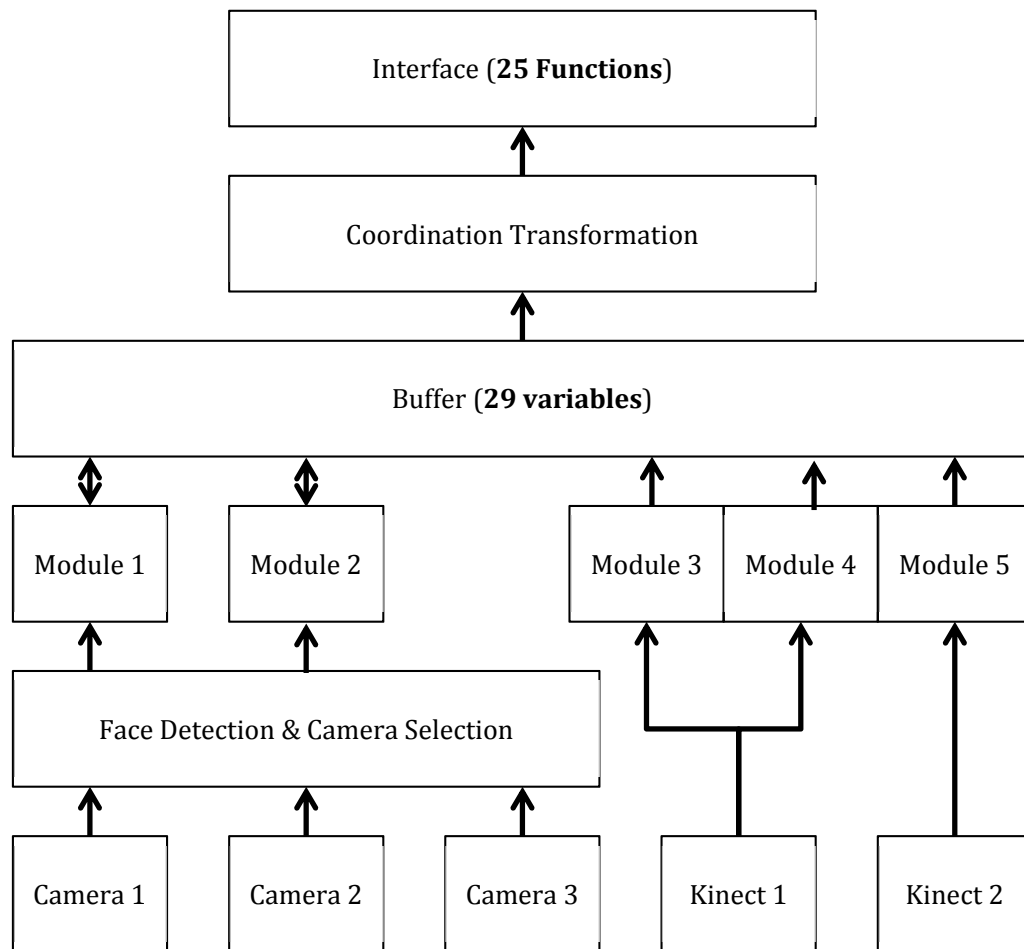 Interface (25 Functions)
Coordination Transformation
Buffer (29 variables)
Module 1
Module 2
Module 3
Module 4
Module 5
Face Detection & Camera Selection
Camera 1
Camera 2
Camera 3
Kinect 1
Kinect 2